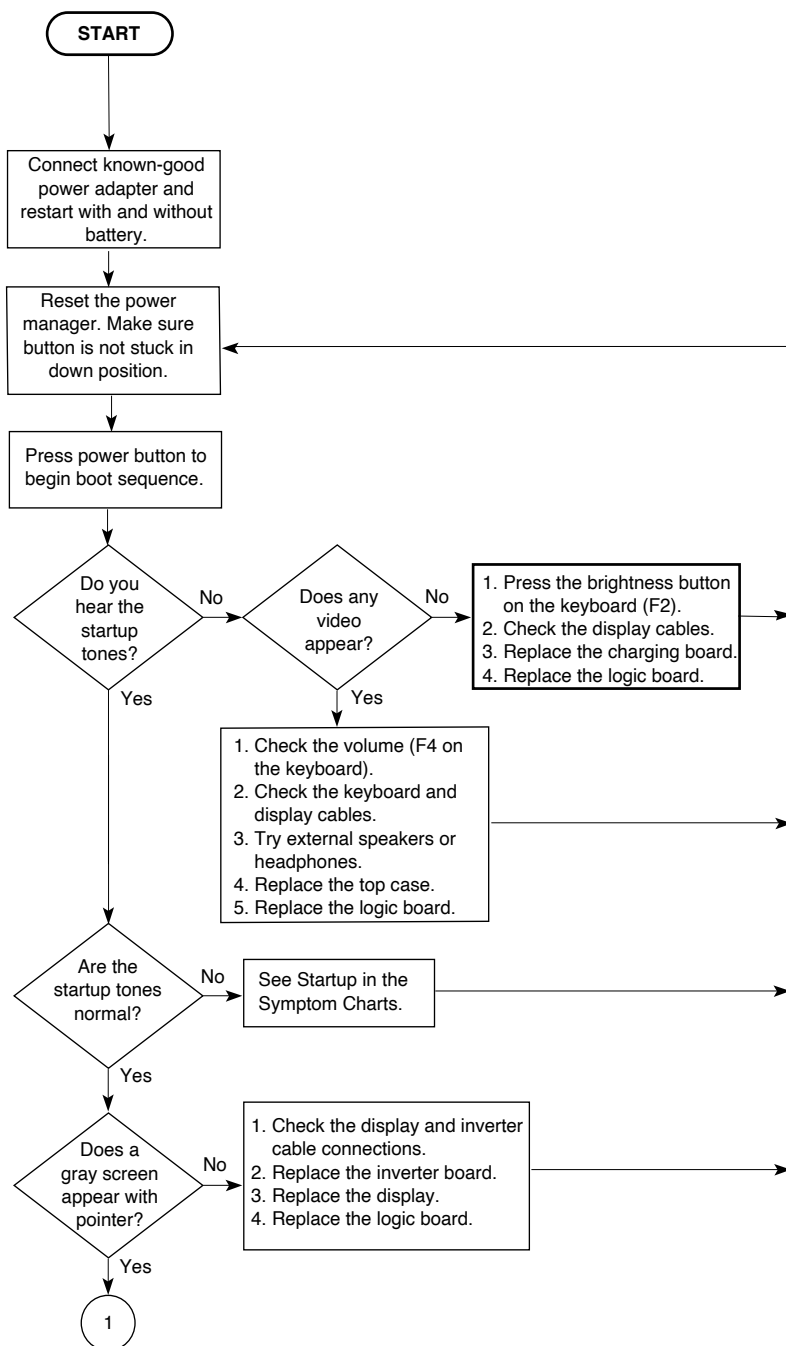 START
Connect known-good
power adapter and
restart with and without
battery.
Reset the power
manager. Make sure
button is not stuck in
down position.
Press power button to
begin boot sequence.
Do you
hear the
startup
tones?
No
Yes
Does any
video
appear?
No
Yes
1. Press the brightness button
on the keyboard (F2).
2. Check the display cables.
3. Replace the charging board.
4. Replace the logic board.
1. Check the volume (F4 on
the keyboard).
2. Check the keyboard and
display cables.
3. Try external speakers or
headphones.
4. Replace the top case.
5. Replace the logic board.
Are the
startup tones
normal?
No
Yes
See Startup in the
Symptom Charts.
Does a
gray screen
appear with
pointer?
No
Yes
1. Check the display and inverter
cable connections.
2. Replace the inverter board.
3. Replace the display.
4. Replace the logic board.
1